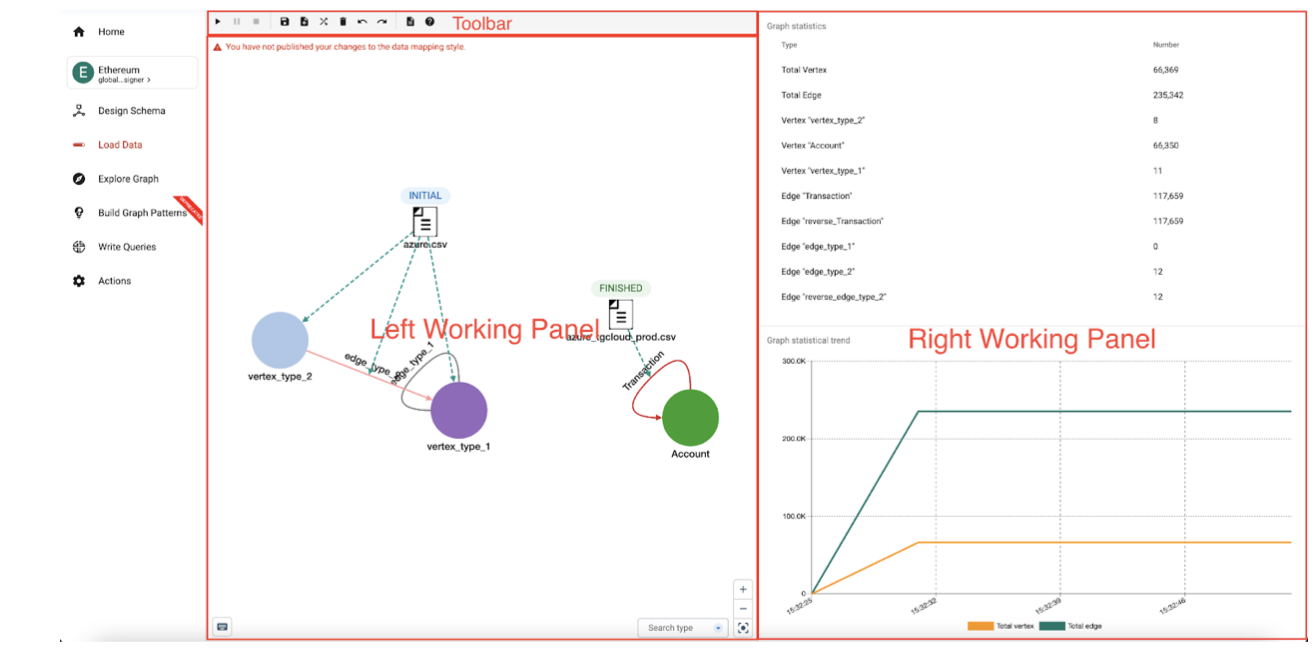 Home
E
Ethereum
global...signer >
Design Schema
Load Data
Explore Graph
Build Graph Patterns
Write Queries
Actions
Toolbar
You have not published your changes to the data mapping style.
INITIAL
azure.csv
FINISHED
azure_tgcloud_prod.csv
Left Working Panel
vertex_type_2
edge_type_1
vertex_type_1
Transaction
Account
Search type
Graph statistics
Type Number
Total Vertex 66,369
Total Edge 235,342
Vertex "vertex_type_2" 8
Vertex "Account" 66,350
Vertex "vertex_type_1" 11
Edge "Transaction" 117,659
Edge "reverse_Transaction" 117,659
Edge "edge_type_1" 0
Edge "edge_type_2" 12
Edge "reverse_edge_type_2" 12
Right Working Panel
Graph statistical trend
300.0K
200.0K
100.0K
0
15:32:25 15:32:32 15:32:39 15:32:46
Total vertex Total edge